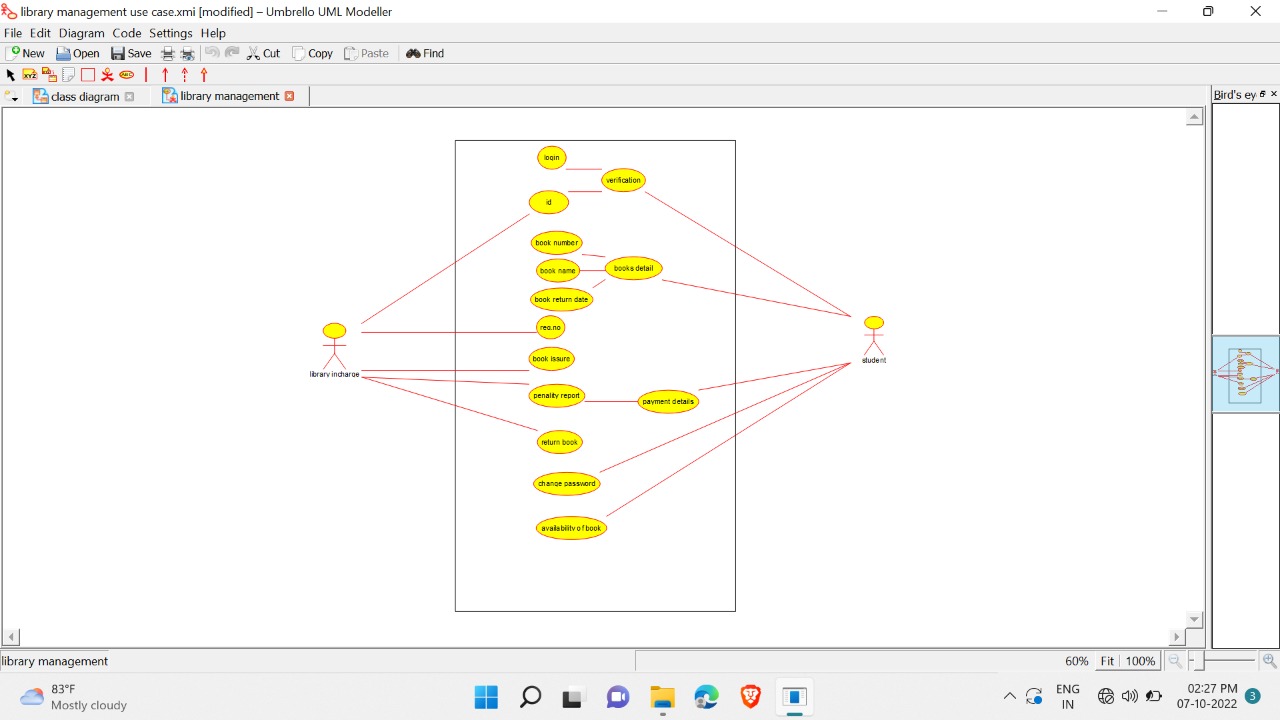 library management use case.xmi [modified] – Umbrello UML Modeller
File Edit Diagram Code Settings Help
New Open Save Cut Copy Paste Find
class diagram library management Bird's ey
login
verification
id
book number
book name books detail
book return date
reg.no
book issure
student
library incharge
penality report payment details
return book
change password
availability of book
library management 60% Fit 100%
83°F
Mostly cloudy
ENG
IN
02:27 PM
07-10-2022
3